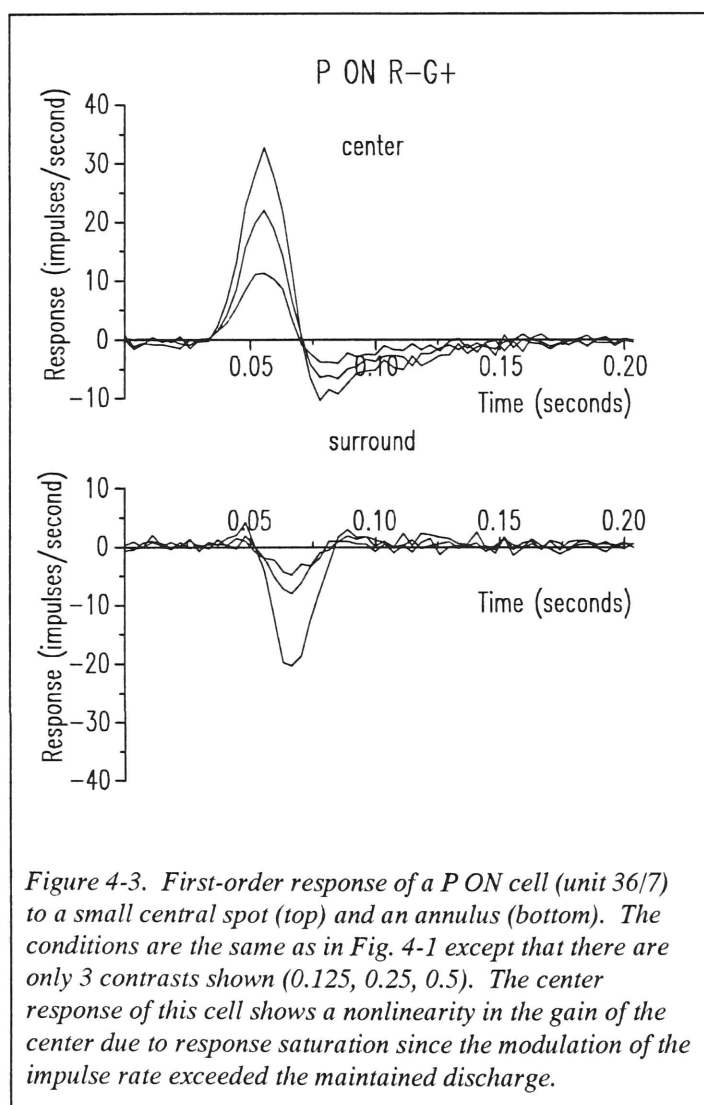 P ON R−G+
center
Response (impulses/second)
40
30
20
10
0
−10
0.05
0.10
0.15
0.20
Time (seconds)
surround
Response (impulses/second)
10
0
−10
−20
−30
−40
0.05
0.10
0.15
0.20
Time (seconds)
Figure 4-3. First-order response of a P ON cell (unit 36/7)
to a small central spot (top) and an annulus (bottom). The
conditions are the same as in Fig. 4-1 except that there are
only 3 contrasts shown (0.125, 0.25, 0.5). The center
response of this cell shows a nonlinearity in the gain of the
center due to response saturation since the modulation of the
impulse rate exceeded the maintained discharge.